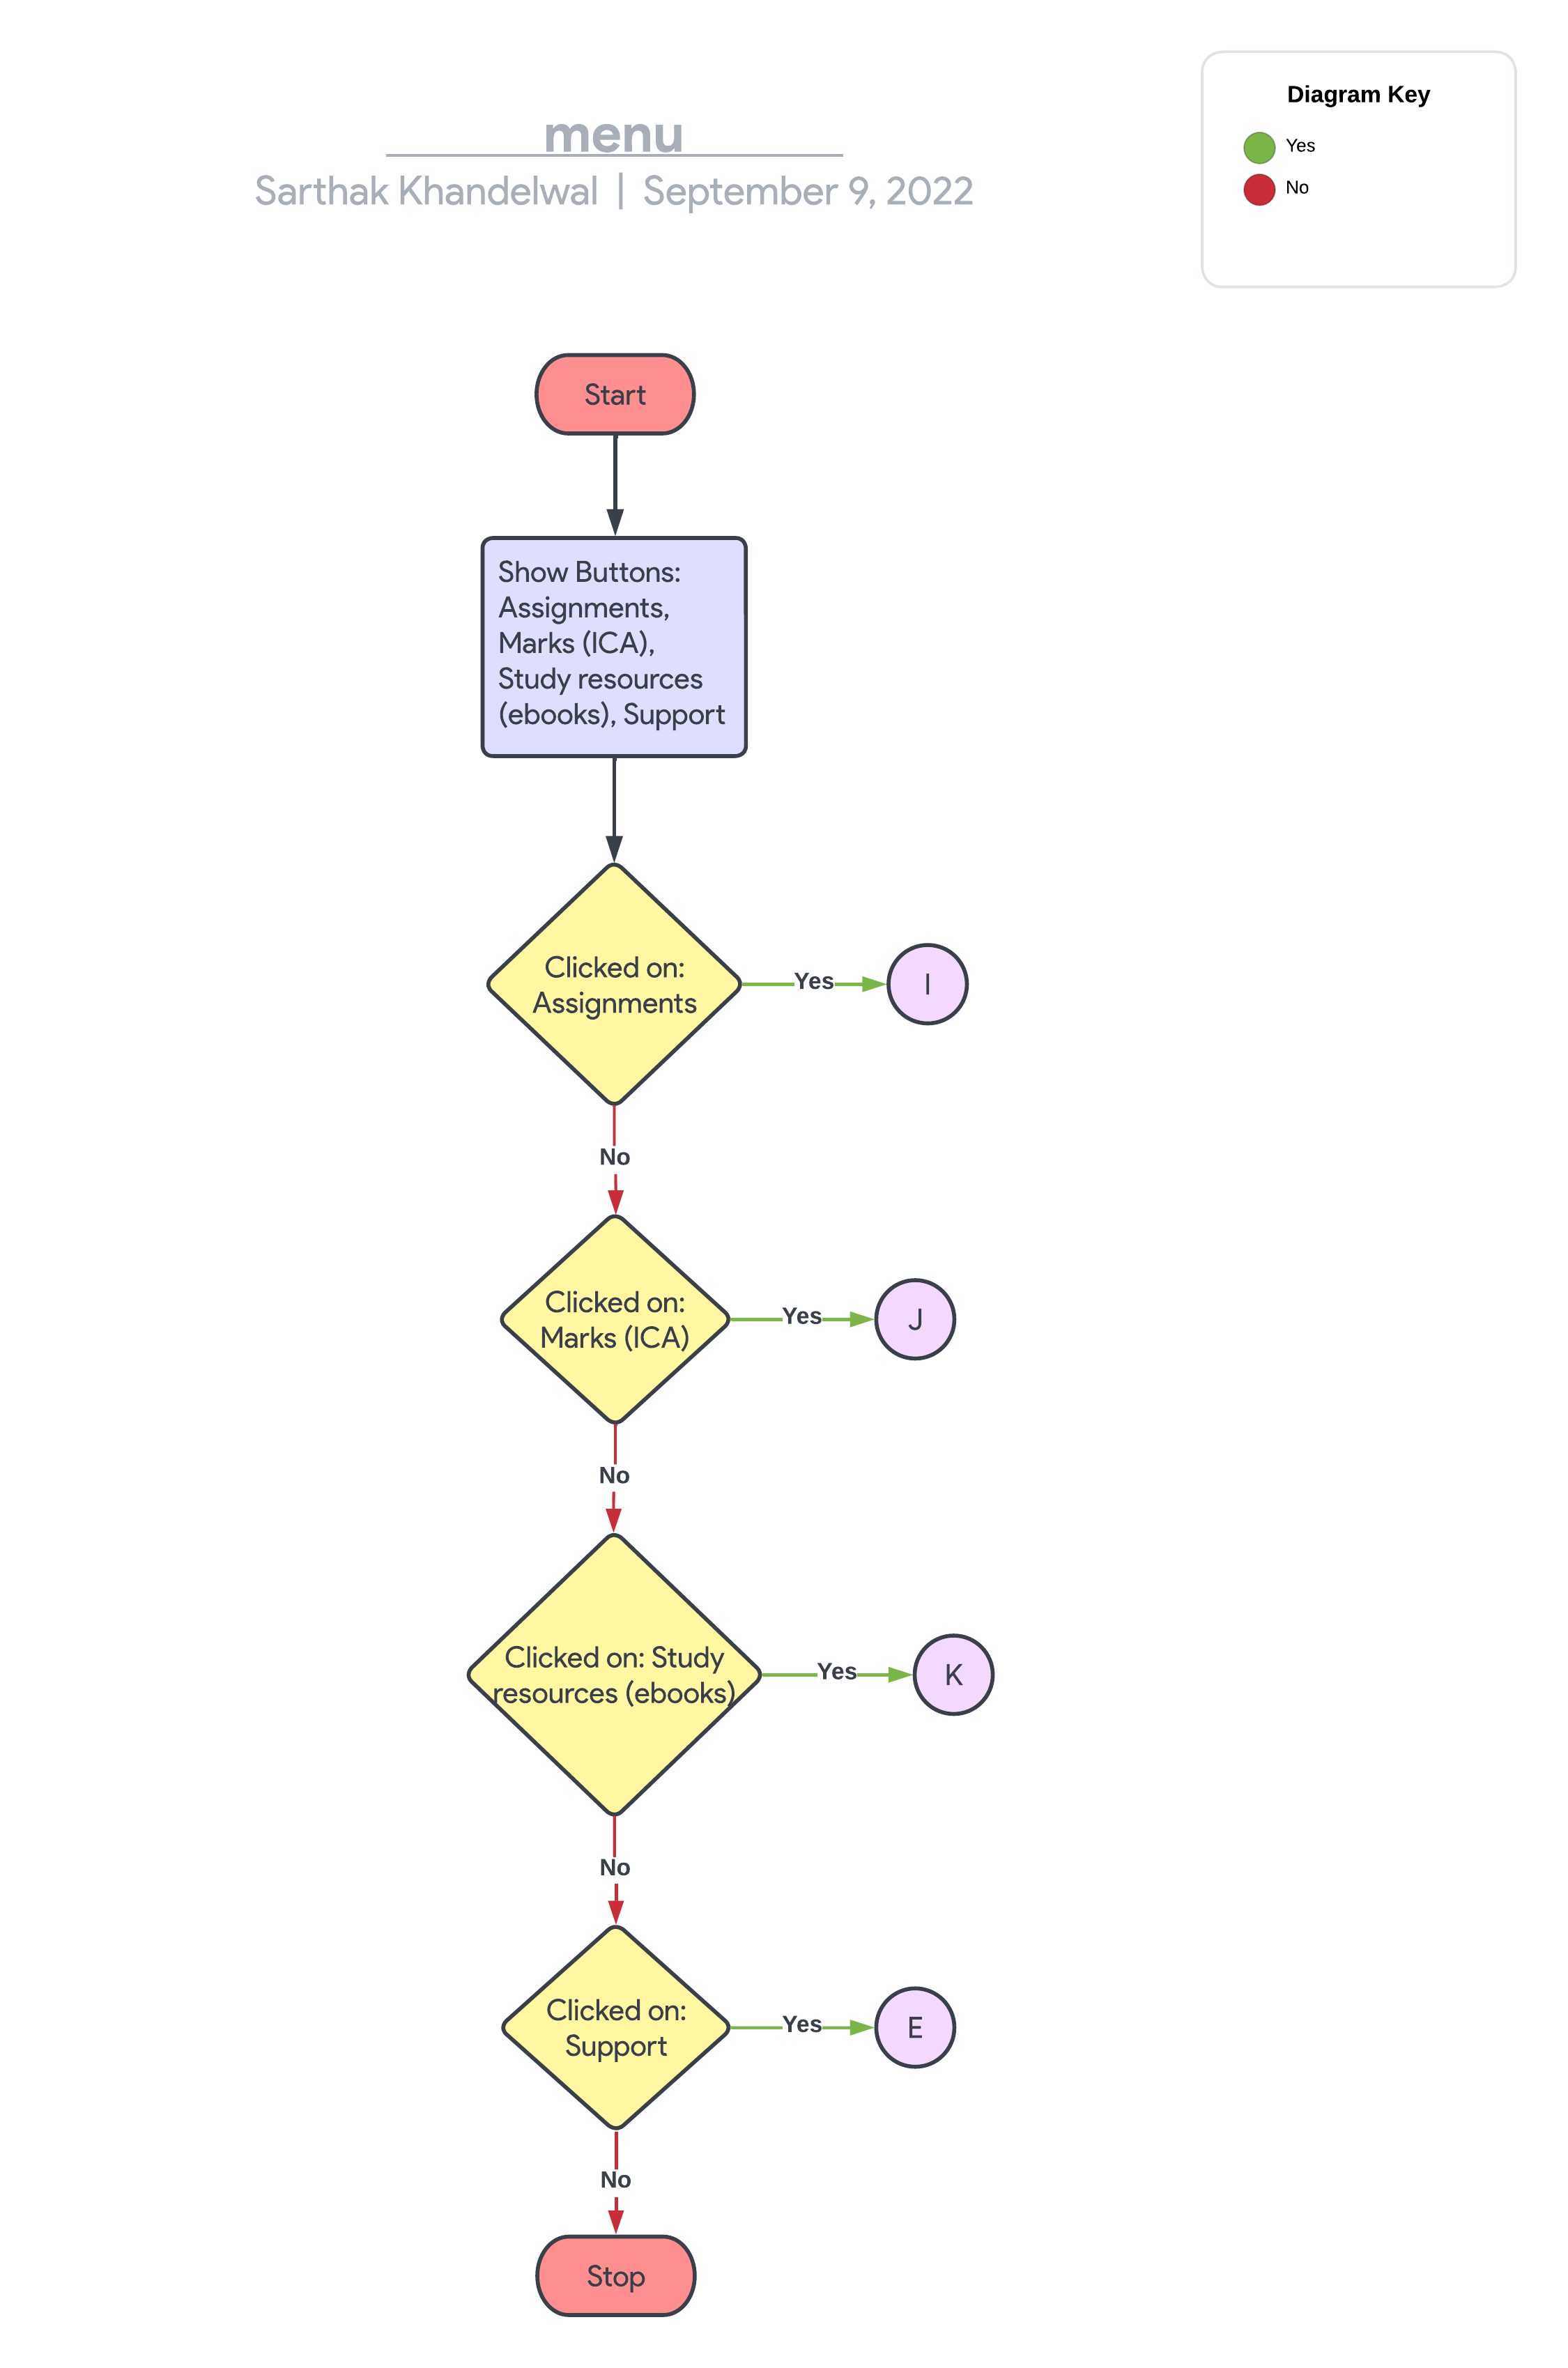 menu
Sarthak Khandelwal | September 9, 2022
Diagram Key
Yes
No
Start
Show Buttons:
Assignments,
Marks (ICA),
Study resources
(ebooks), Support
Clicked on:
Assignments
Yes
I
No
Clicked on:
Marks (ICA)
Yes
J
No
Clicked on: Study
resources (ebooks)
Yes
K
No
Clicked on:
Support
Yes
E
No
Stop